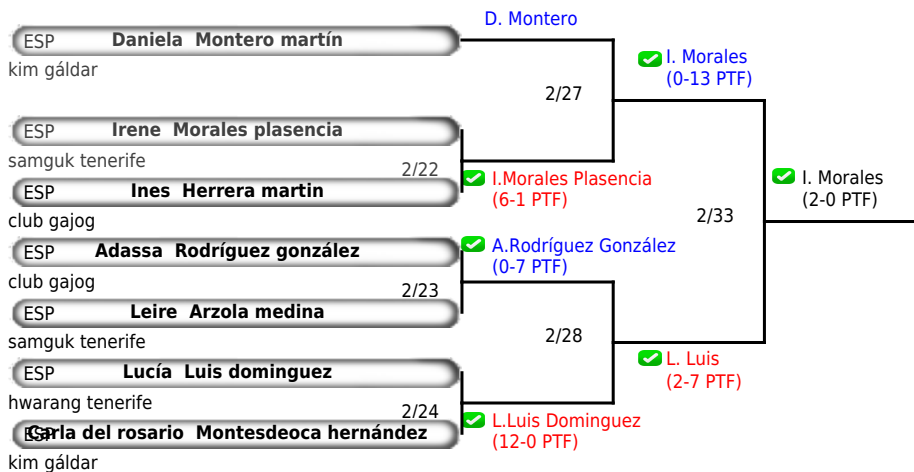 D. Montero
ESP Daniela Montero martín
kim gáldar
I. Morales
(0-13 PTF)
2/27
ESP Irene Morales plasencia
samguk tenerife
2/22
I.Morales Plasencia
(6-1 PTF)
I. Morales
(2-0 PTF)
ESP Ines Herrera martin
club gajog
2/33
ESP Adassa Rodríguez gonzález
club gajog
A.Rodríguez González
(0-7 PTF)
2/23
ESP Leire Arzola medina
samguk tenerife
2/28
L. Luis
(2-7 PTF)
ESP Lucía Luis dominguez
hwarang tenerife
2/24
L.Luis Dominguez
(12-0 PTF)
ESP Carla del rosario Montesdeoca hernández
kim gáldar